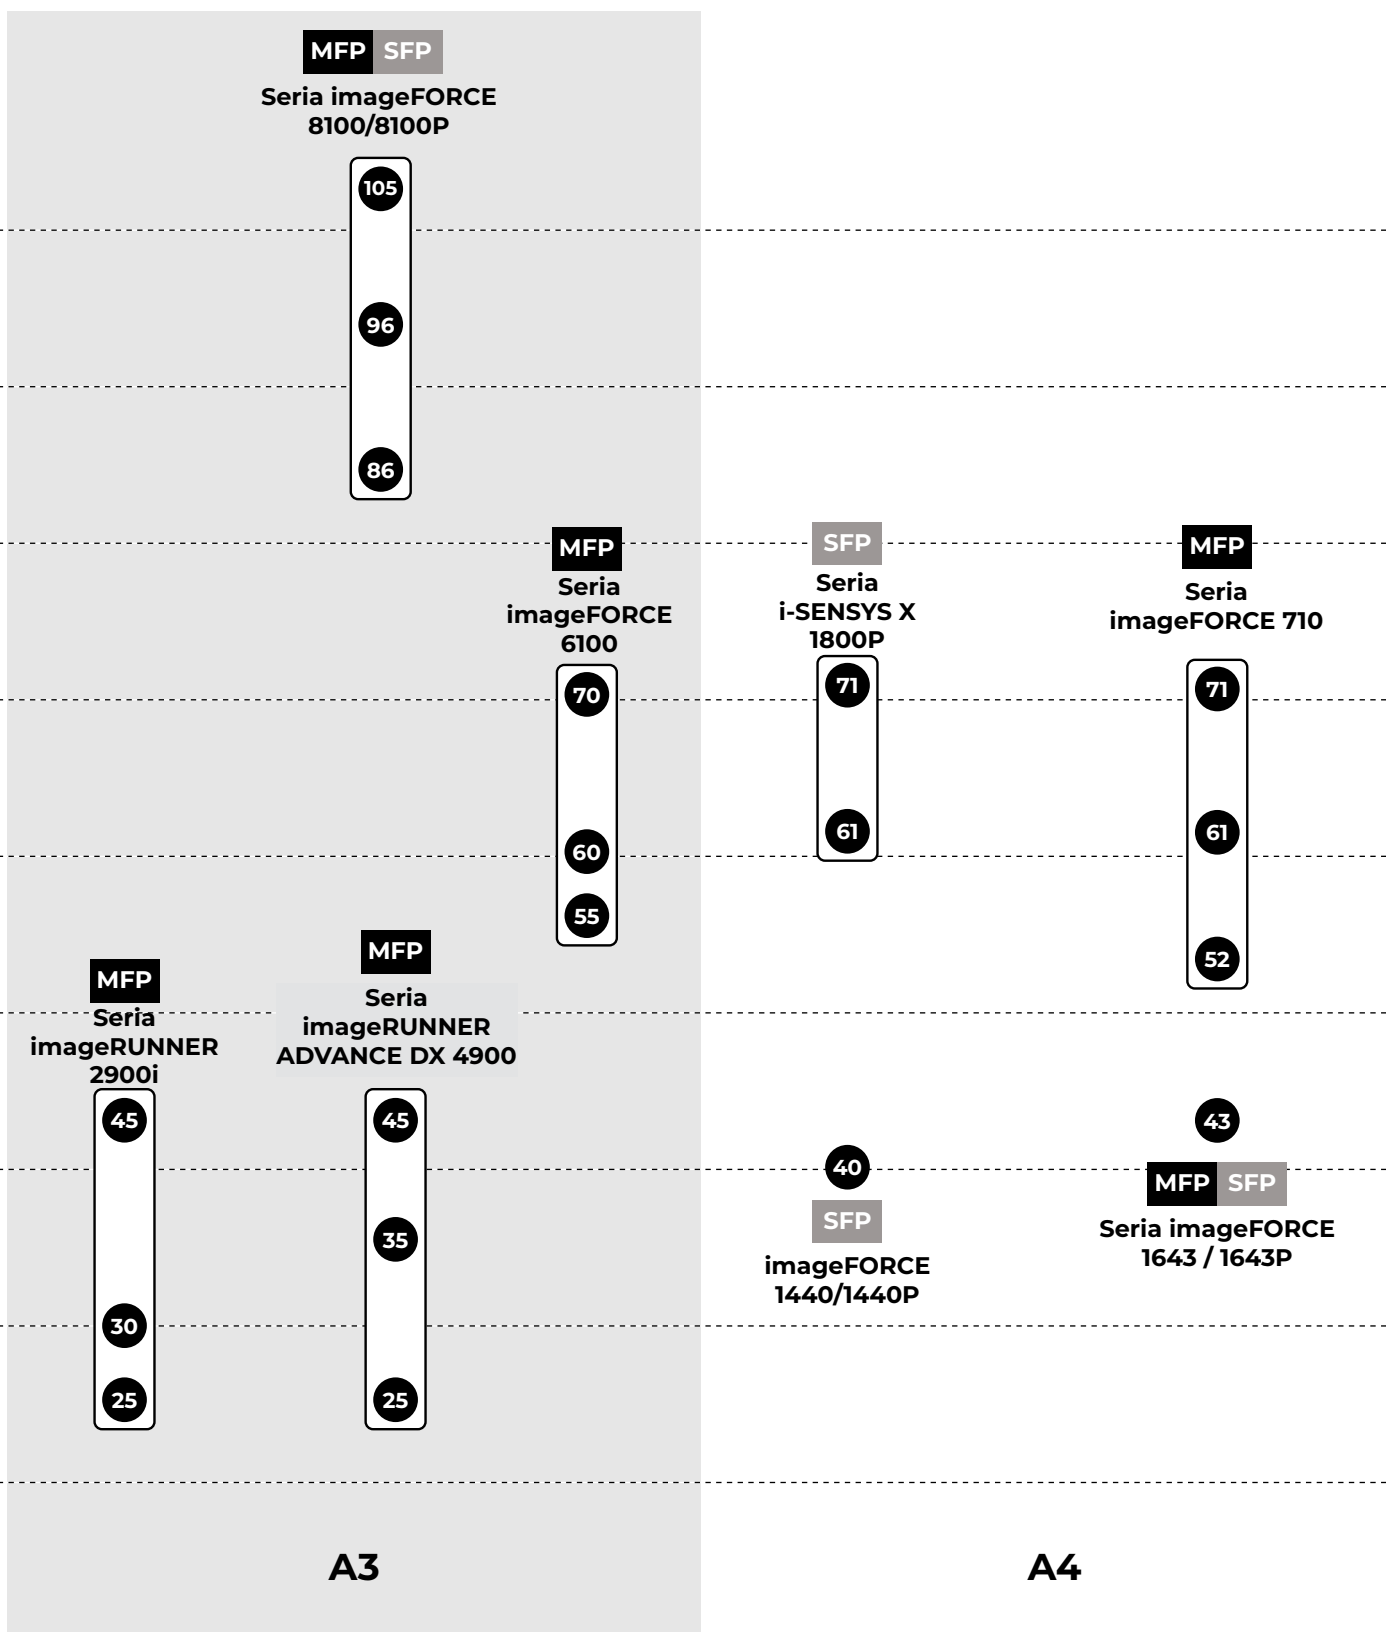 MFP SFP
Seria imageFORCE
8100/8100P
105
96
86
MFP
Seria
imageFORCE
6100
70
60
55
MFP
Seria
imageRUNNER
2900i
45
30
25
MFP
Seria
imageRUNNER
ADVANCE DX 4900
45
35
25
A3
SFP
Seria
i-SENSYS X
1800P
71
61
MFP
Seria
imageFORCE 710
71
61
52
40
SFP
imageFORCE
1440/1440P
43
MFP SFP
Seria imageFORCE
1643 / 1643P
A4